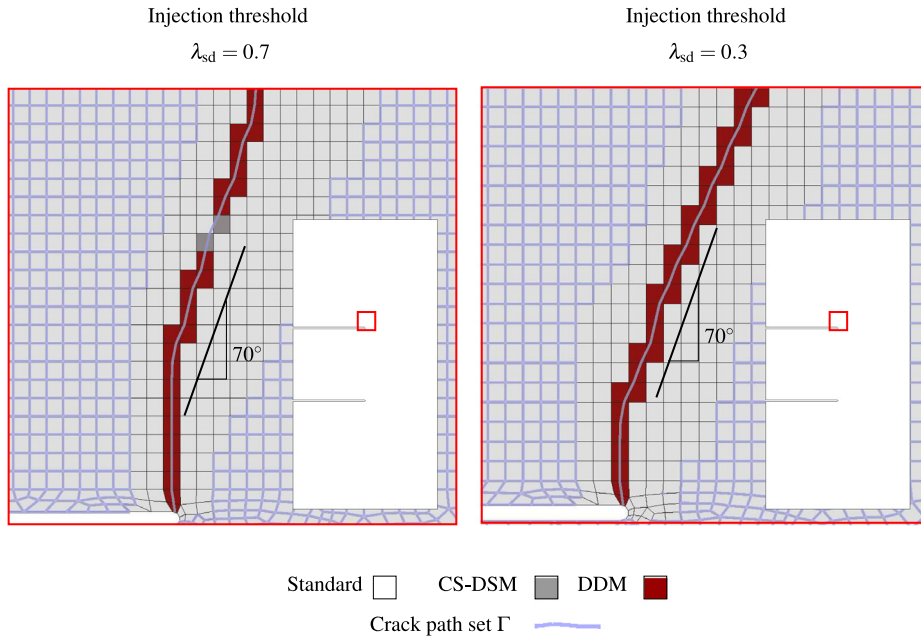 Injection threshold
λsd = 0.7
Injection threshold
λsd = 0.3
70°
70°
Standard CS-DSM DDM
Crack path set Γ